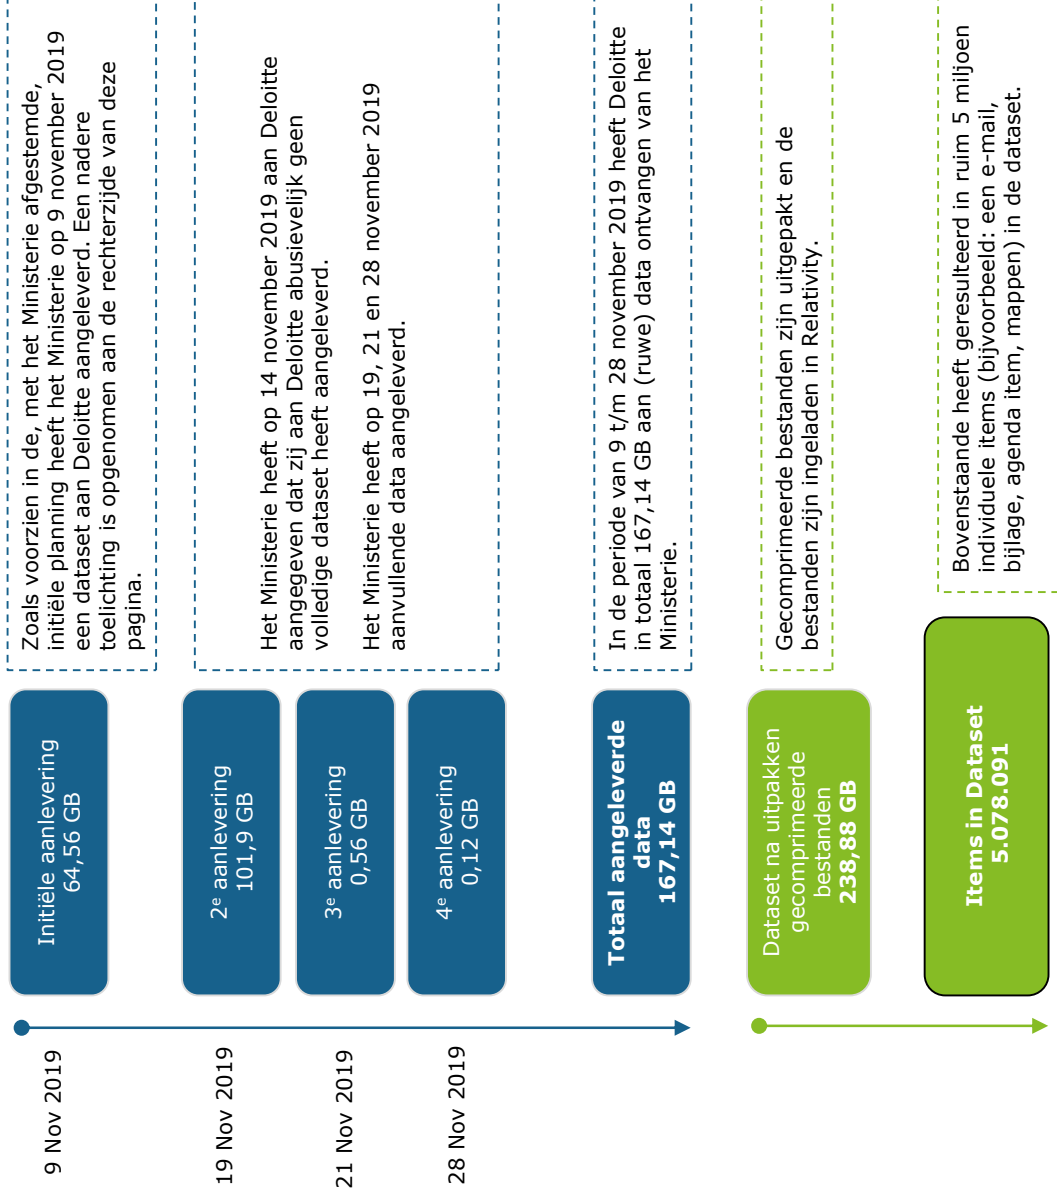 9 Nov 2019
Initiële aanlevering
64,56 GB
Zoals voorzien in de, met het Ministerie afgestemde,
initiële planning heeft het Ministerie op 9 november 2019
een dataset aan Deloitte aangeleverd. Een nadere
toelichting is opgenomen aan de rechterzijde van deze
pagina.
19 Nov 2019
2e aanlevering
101,9 GB
21 Nov 2019
3e aanlevering
0,56 GB
28 Nov 2019
4e aanlevering
0,12 GB
Het Ministerie heeft op 14 november 2019 aan Deloitte
aangegeven dat zij aan Deloitte abusievelijk geen
volledige dataset heeft aangeleverd.
Het Ministerie heeft op 19, 21 en 28 november 2019
aanvullende data aangeleverd.
Totaal aangeleverde
data
167,14 GB
In de periode van 9 t/m 28 november 2019 heeft Deloitte
in totaal 167,14 GB aan (ruwe) data ontvangen van het
Ministerie.
Dataset na uitpakken
gecomprimeerde
bestanden
238,88 GB
Gecomprimeerde bestanden zijn uitgepakt en de
bestanden zijn ingeladen in Relativity.
Items in Dataset
5.078.091
Bovenstaande heeft geresulteerd in ruim 5 miljoen
individuele items (bijvoorbeeld: een e-mail,
bijlage, agenda item, mappen) in de dataset.